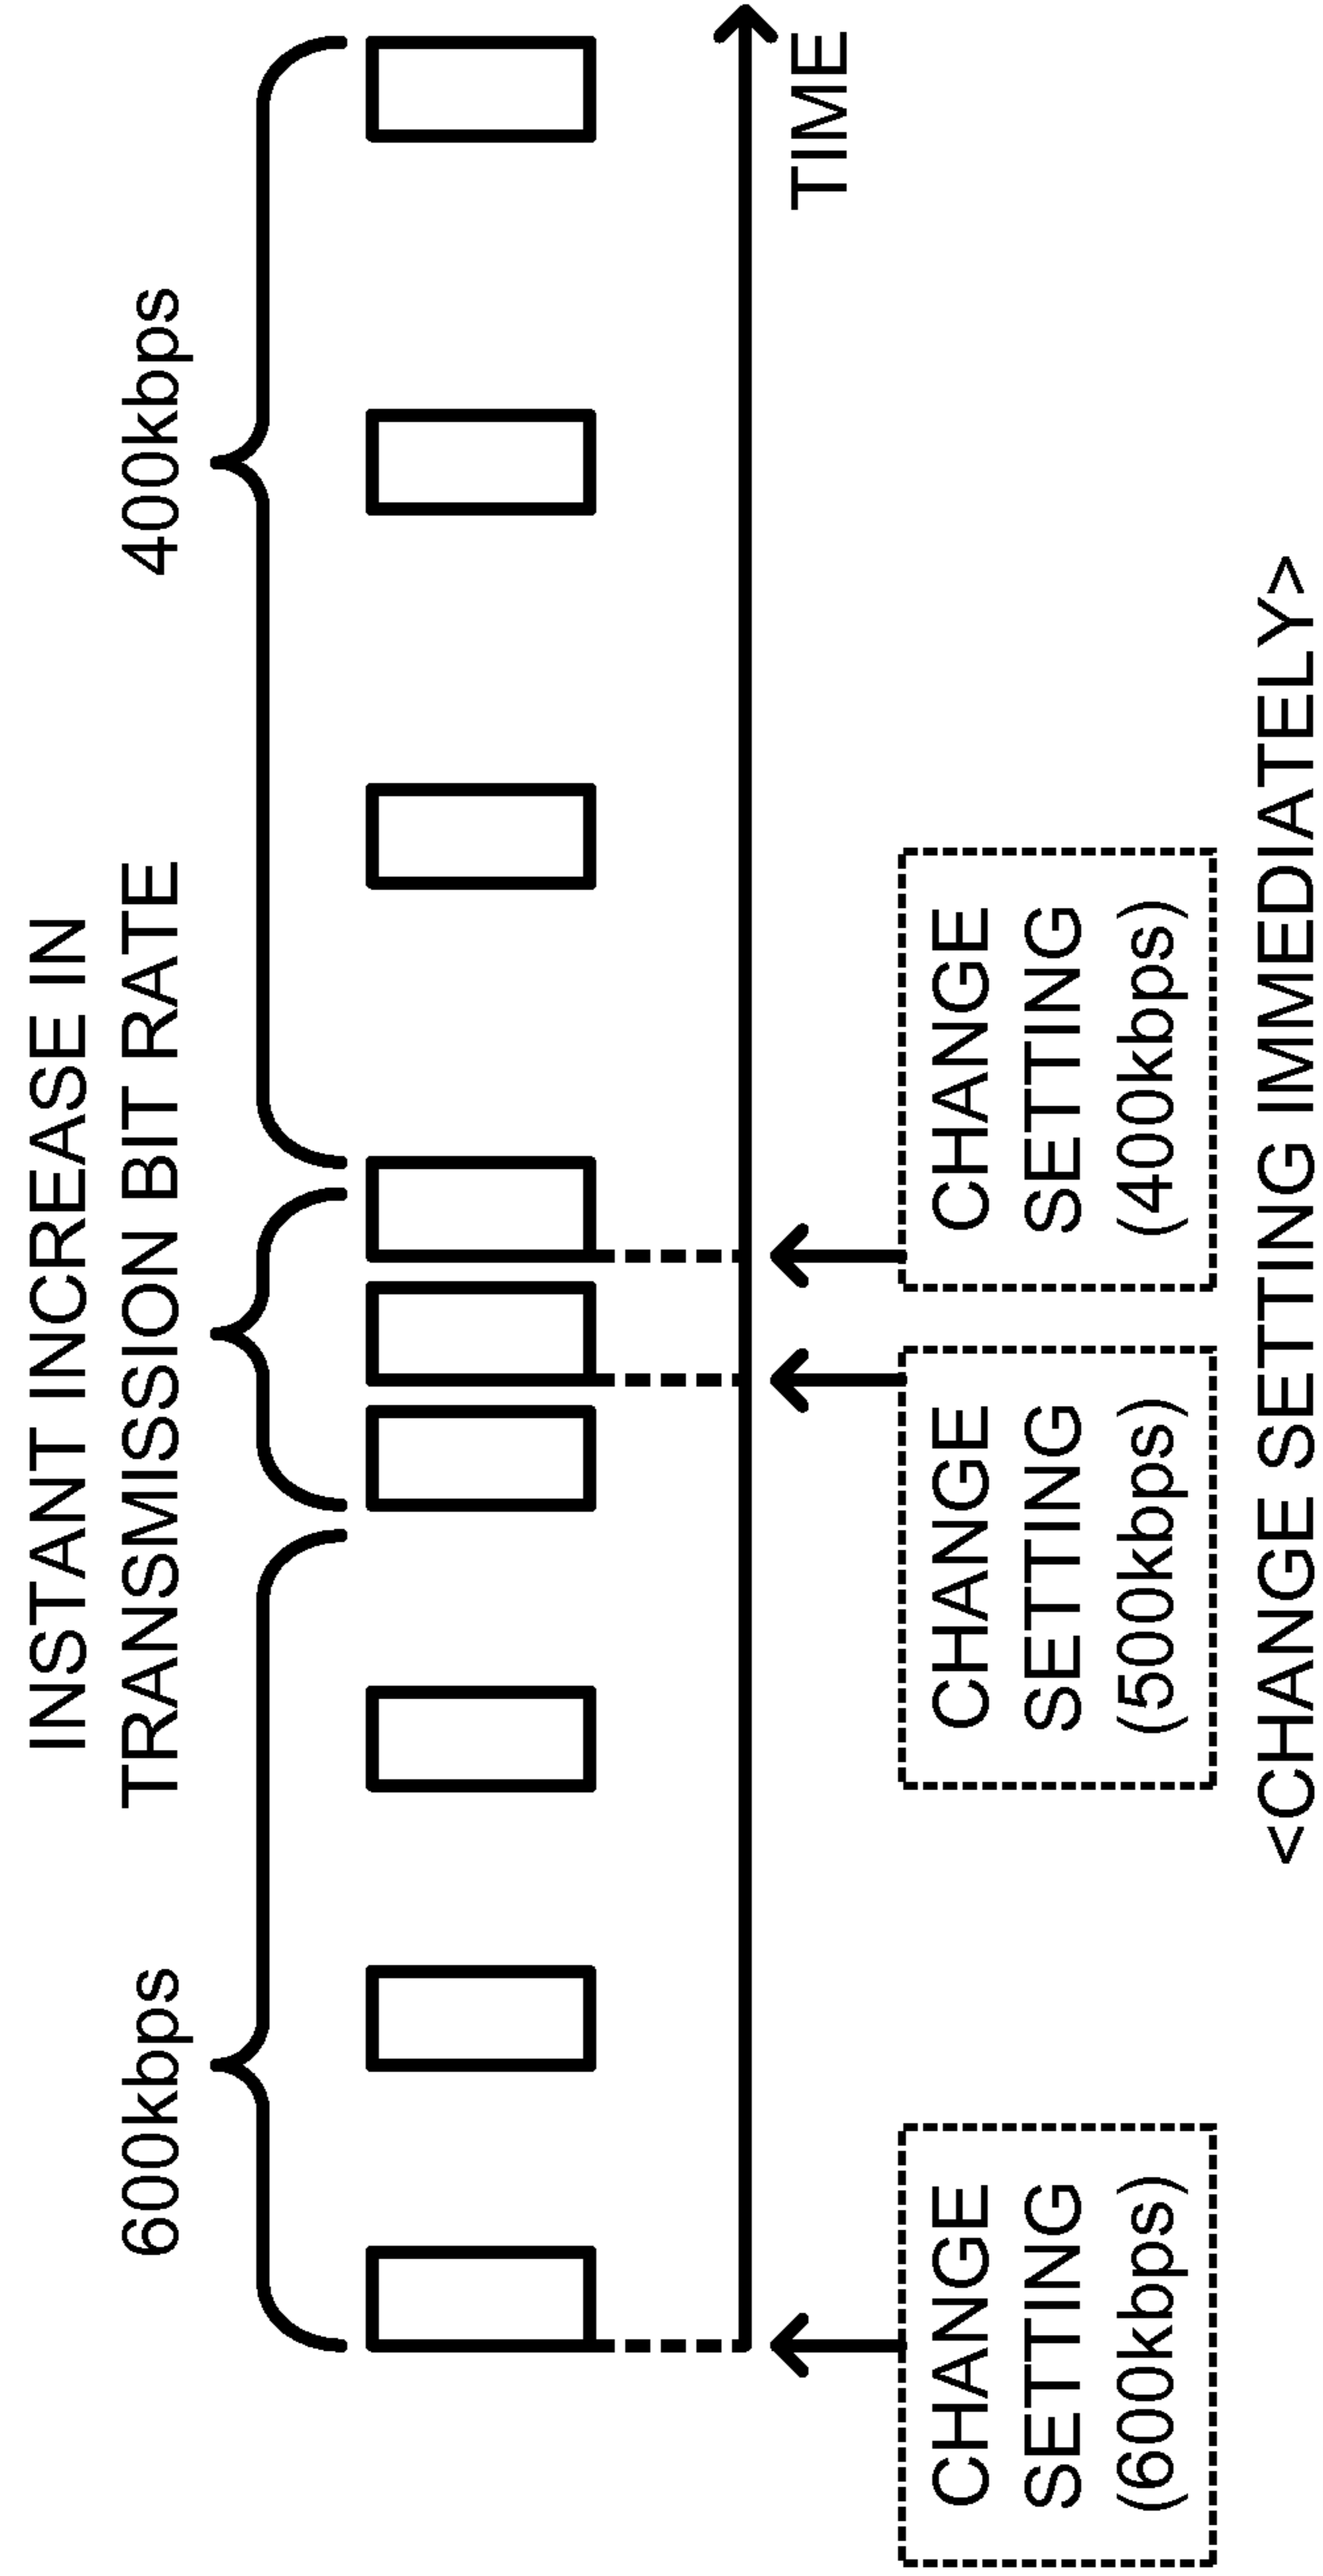 INSTANT INCREASE IN
TRANSMISSION BIT RATE
600kbps
400kbps
TIME
CHANGE
SETTING
(600kbps)
CHANGE
SETTING
(500kbps)
CHANGE
SETTING
(400kbps)
<CHANGE SETTING IMMEDIATELY>